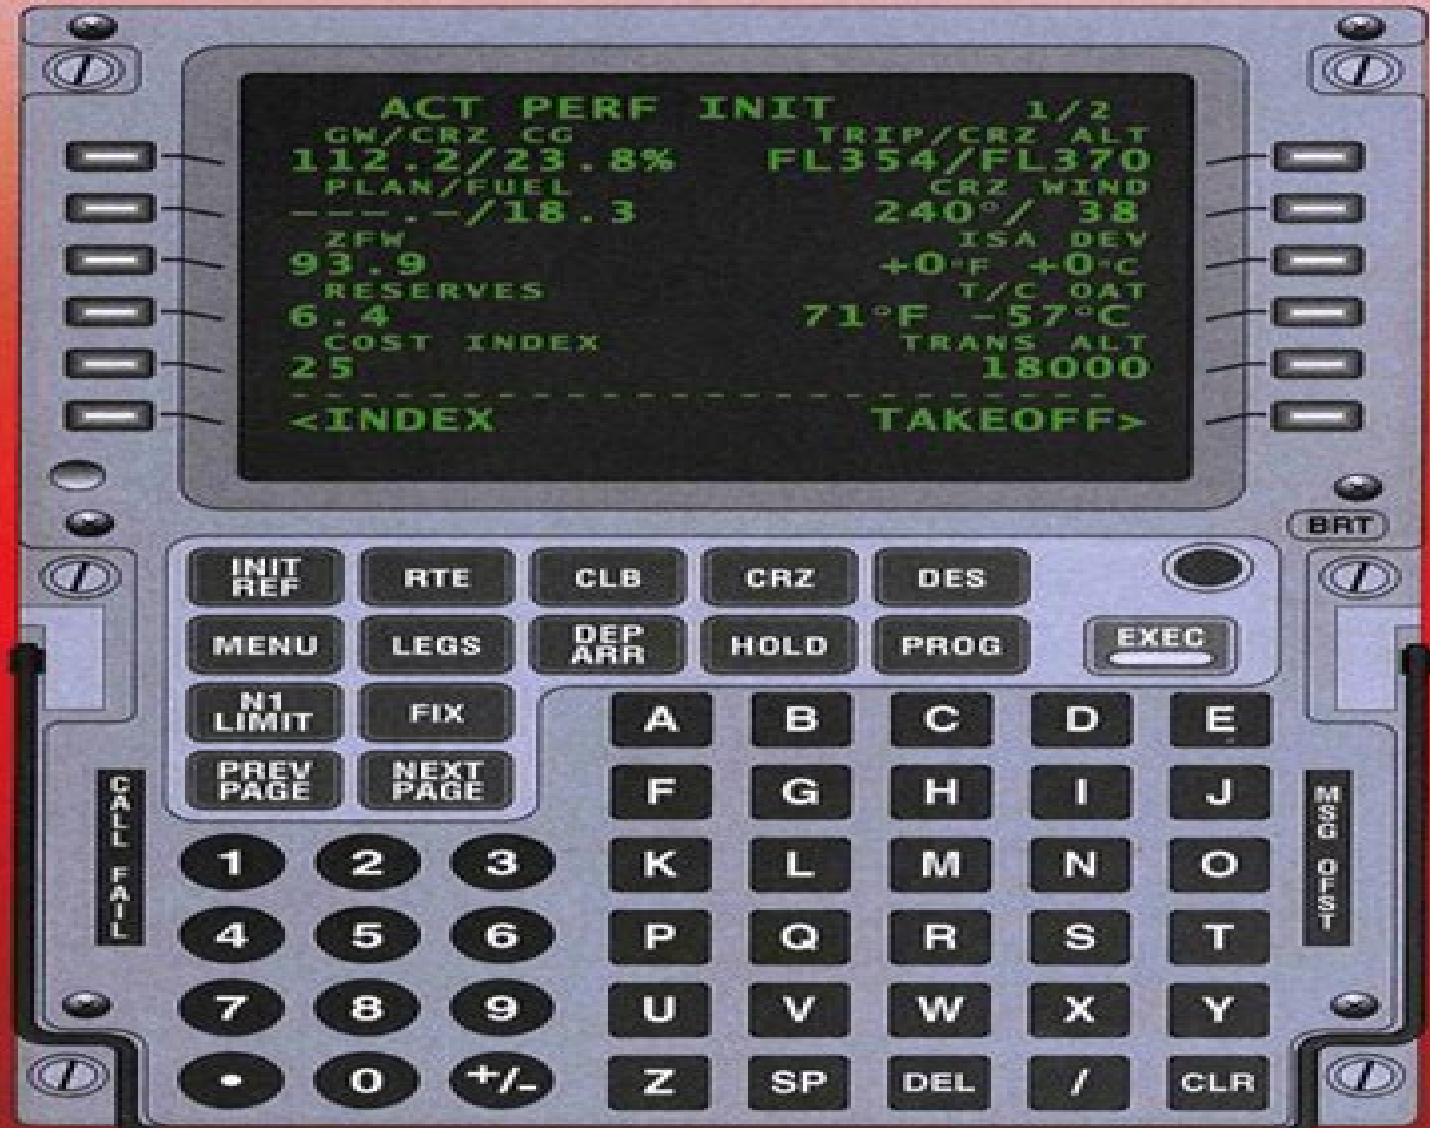 ACT PERF INIT 1/2
GW/CRZ CG TRIP/CRZ ALT
112.2/23.8% FL354/FL370
PLAN/FUEL CRZ WIND
---.-/18.3 240°/ 38
ZFW ISA DEV
93.9 +0°F +0°C
RESERVES T/C OAT
6.4 71°F -57°C
COST INDEX TRANS ALT
25 18000
------------------------
<INDEX TAKEOFF>
BRT
INIT REF RTE CLB CRZ DES
MENU LEGS DEP ARR HOLD PROG EXEC
N1 LIMIT FIX
PREV PAGE NEXT PAGE
A B C D E
F G H I J
1 2 3 K L M N O
4 5 6 P Q R S T
7 8 9 U V W X Y
. 0 +/- Z SP DEL / CLR
CALL FAIL
MSG OFST